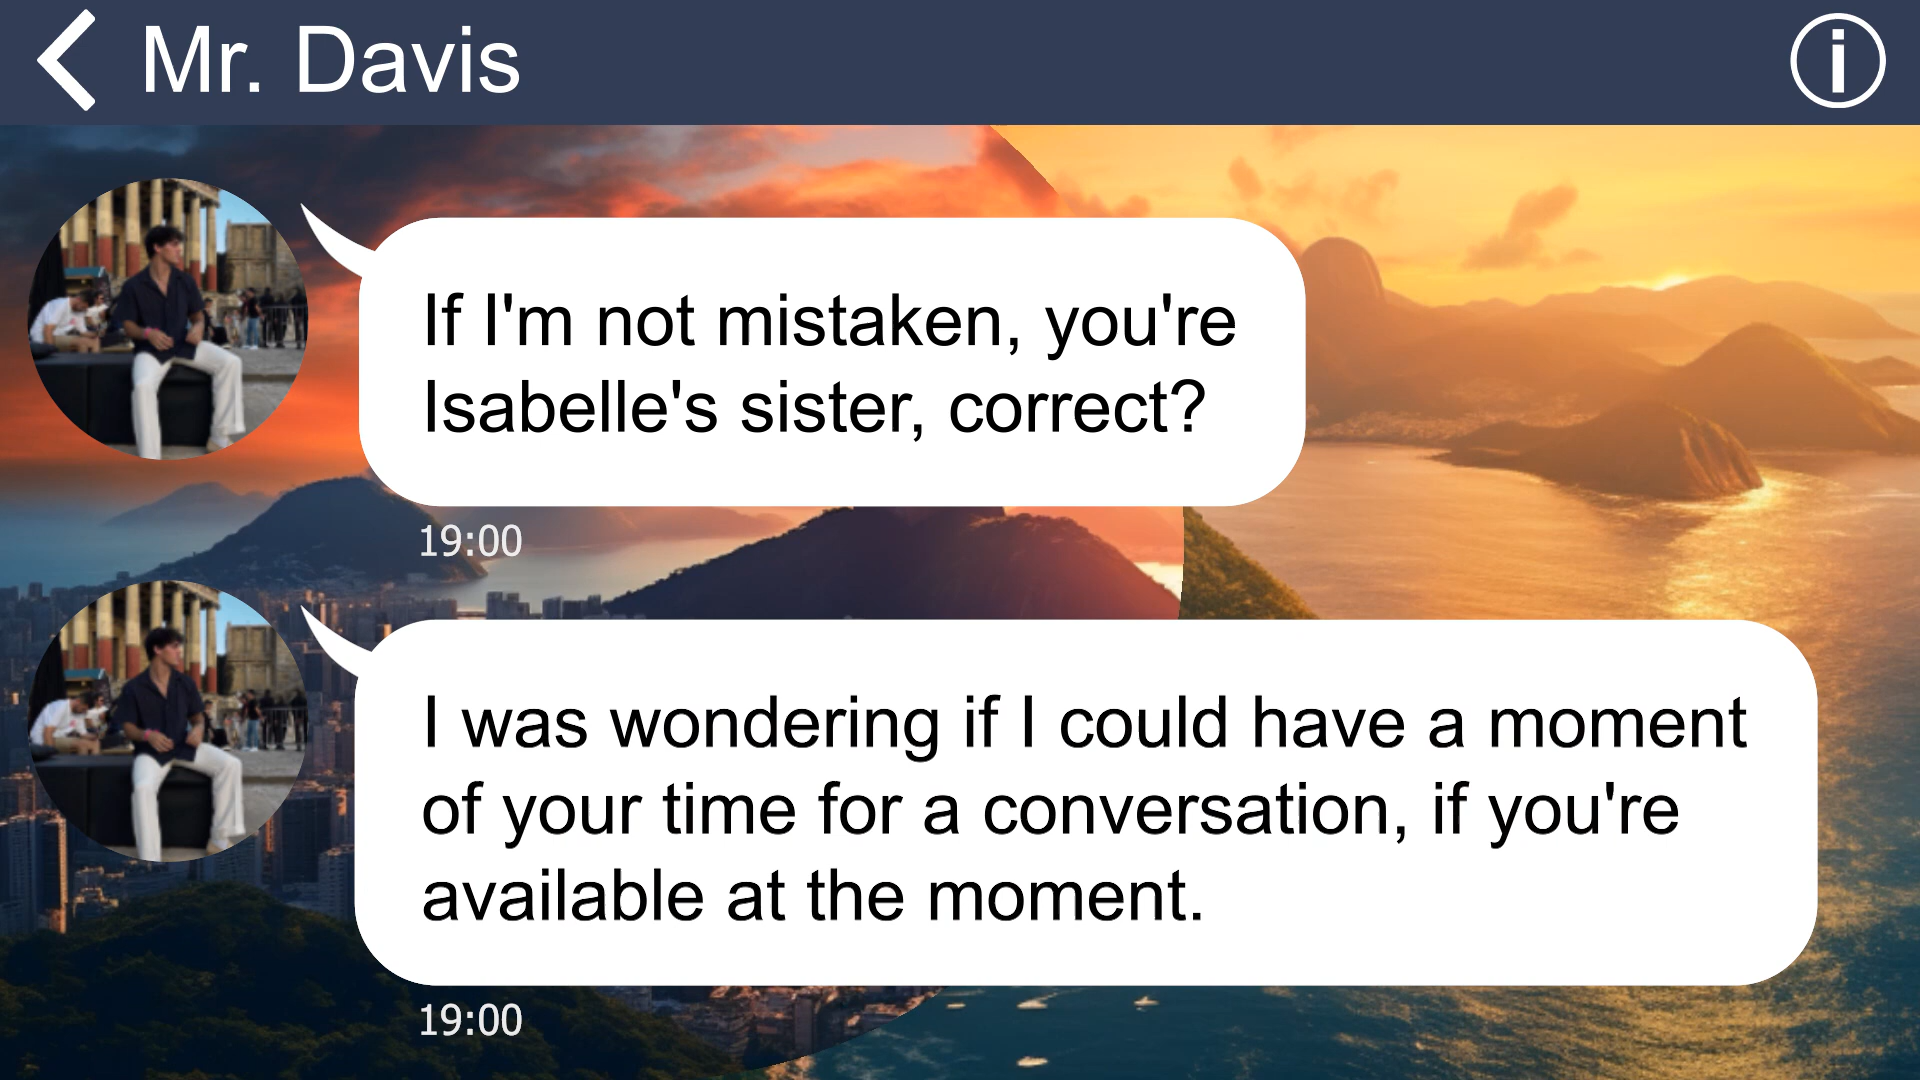 Mr. Davis
If I'm not mistaken, you're
Isabelle's sister, correct?
19:00
I was wondering if I could have a moment
of your time for a conversation, if you're
available at the moment.
19:00